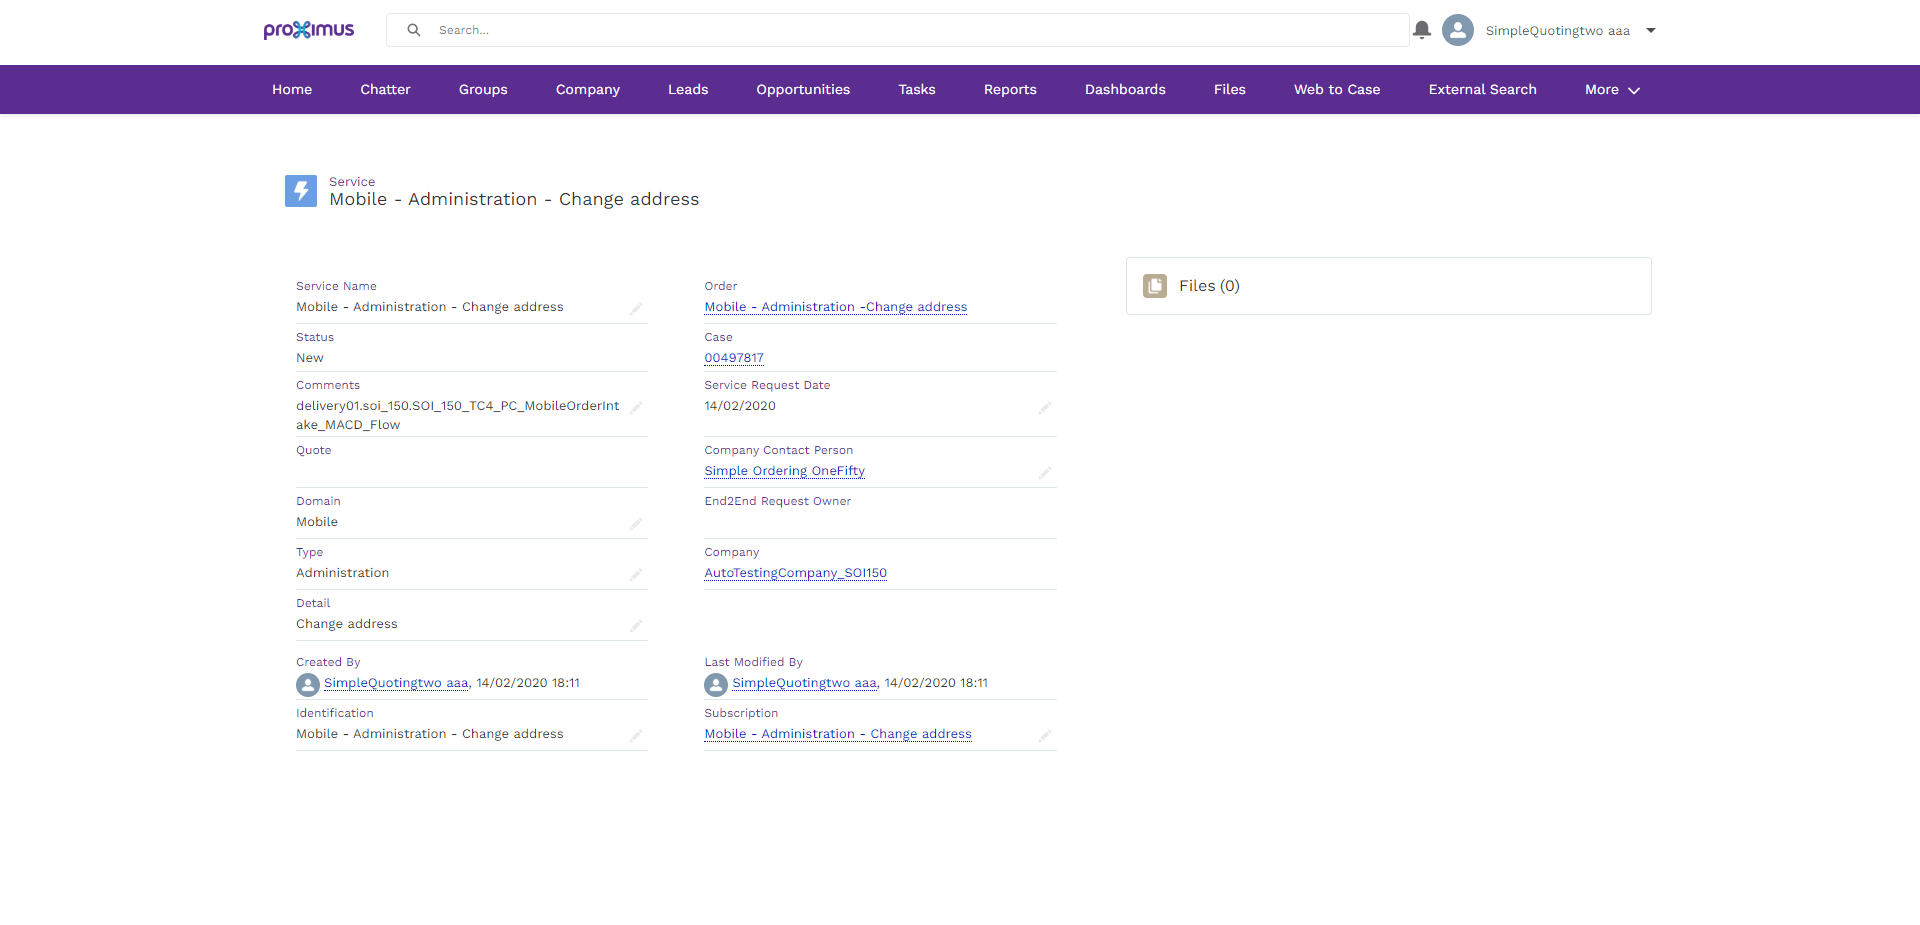 proximus
Search...
SimpleQuotingtwo aaa
Home Chatter Groups Company Leads Opportunities Tasks Reports Dashboards Files Web to Case External Search More
Service
Mobile - Administration - Change address
Service Name
Mobile - Administration - Change address
Order
Mobile - Administration -Change address
Status
New
Case
00497817
Comments
delivery01.soi_150.SOI_150_TC4_PC_MobileOrderInt
ake_MACD_Flow
Service Request Date
14/02/2020
Quote
Company Contact Person
Simple Ordering OneFifty
Domain
Mobile
End2End Request Owner
Type
Administration
Company
AutoTestingCompany_SOI150
Detail
Change address
Created By
SimpleQuotingtwo aaa, 14/02/2020 18:11
Last Modified By
SimpleQuotingtwo aaa, 14/02/2020 18:11
Identification
Mobile - Administration - Change address
Subscription
Mobile - Administration - Change address
Files (0)